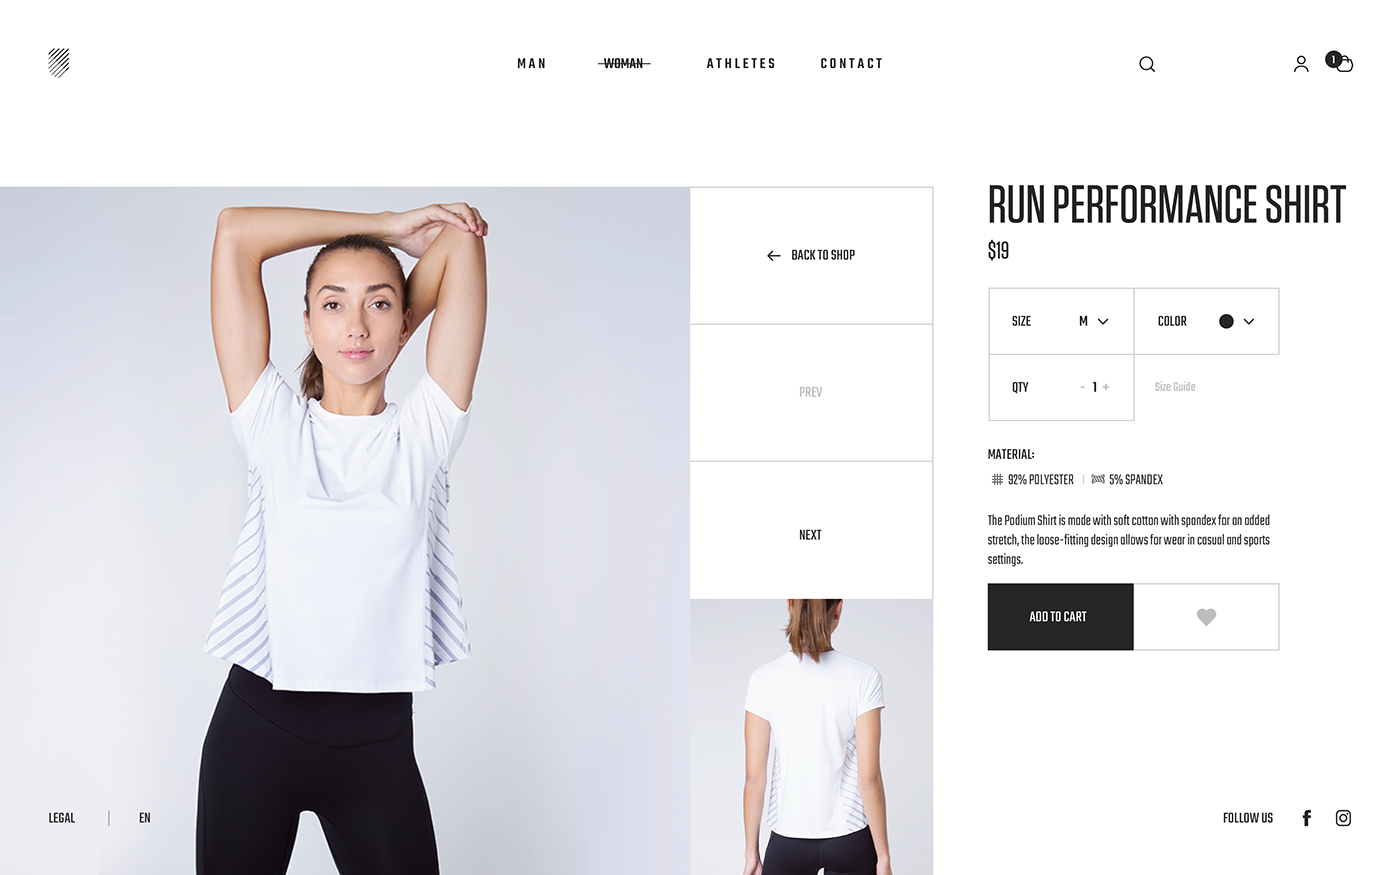 MAN
WOMAN
ATHLETES
CONTACT
1
RUN PERFORMANCE SHIRT
$19
BACK TO SHOP
PREV
NEXT
SIZE M
COLOR
QTY - 1 +
Size Guide
MATERIAL:
92% POLYESTER | 5% SPANDEX
The Podium Shirt is made with soft cotton with spandex for an added
stretch, the loose-fitting design allows for wear in casual and sports
settings.
ADD TO CART
LEGAL | EN
FOLLOW US